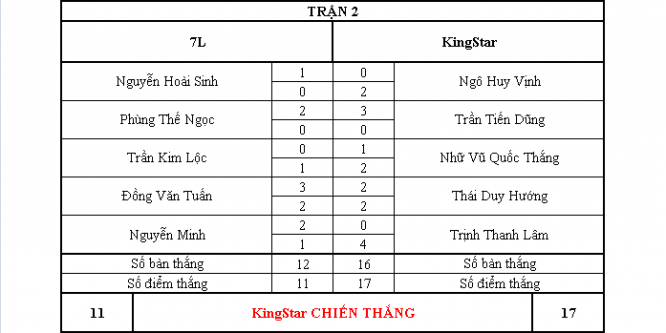 TRẬN 2
7L KingStar
Nguyễn Hoài Sinh 1 0 Ngô Huy Vịnh
0 2
Phùng Thế Ngọc 2 3 Trần Tiến Dũng
0 0
Trần Kim Lộc 0 1 Nhữ Vũ Quốc Thắng
1 2
Đồng Văn Tuấn 3 2 Thái Duy Hướng
2 2
Nguyễn Minh 2 0 Trịnh Thanh Lâm
1 4
Số bàn thắng 12 16 Số bàn thắng
Số điểm thắng 11 17 Số điểm thắng
11 KingStar CHIẾN THẮNG 17